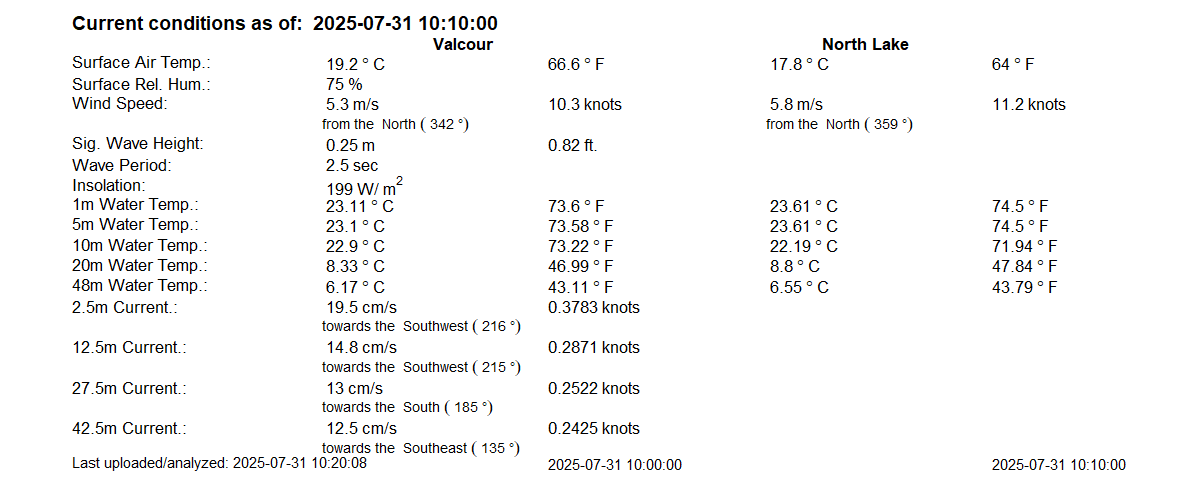 Current conditions as of: 2025-07-31 10:10:00
Valcour North Lake
Surface Air Temp.: 19.2 ° C 66.6 ° F 17.8 ° C 64 ° F
Surface Rel. Hum.: 75 %
Wind Speed: 5.3 m/s 10.3 knots 5.8 m/s 11.2 knots
from the North ( 342 °) from the North ( 359 °)
Sig. Wave Height: 0.25 m 0.82 ft.
Wave Period: 2.5 sec
Insolation: 199 W/ m2
1m Water Temp.: 23.11 ° C 73.6 ° F 23.61 ° C 74.5 ° F
5m Water Temp.: 23.1 ° C 73.58 ° F 23.61 ° C 74.5 ° F
10m Water Temp.: 22.9 ° C 73.22 ° F 22.19 ° C 71.94 ° F
20m Water Temp.: 8.33 ° C 46.99 ° F 8.8 ° C 47.84 ° F
48m Water Temp.: 6.17 ° C 43.11 ° F 6.55 ° C 43.79 ° F
2.5m Current.: 19.5 cm/s 0.3783 knots
towards the Southwest ( 216 °)
12.5m Current.: 14.8 cm/s 0.2871 knots
towards the Southwest ( 215 °)
27.5m Current.: 13 cm/s 0.2522 knots
towards the South ( 185 °)
42.5m Current.: 12.5 cm/s 0.2425 knots
towards the Southeast ( 135 °)
Last uploaded/analyzed: 2025-07-31 10:20:08 2025-07-31 10:00:00 2025-07-31 10:10:00